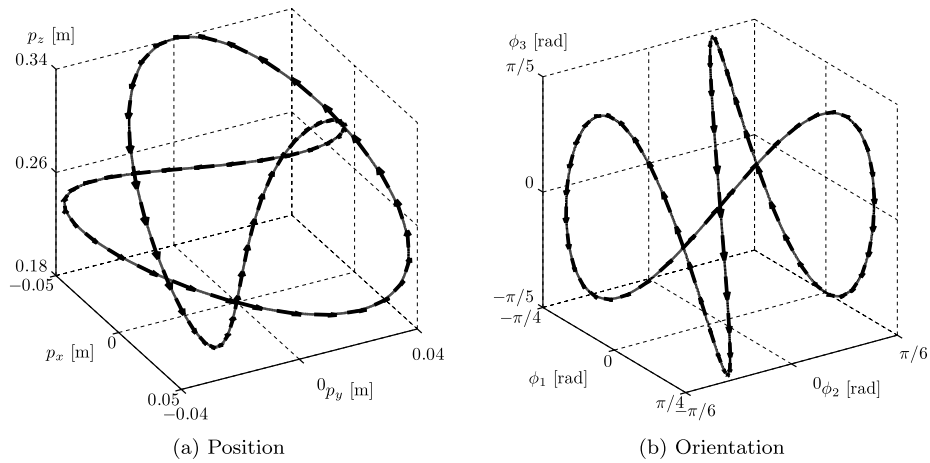 p_z [m]
0.34
0.26
0.18
−0.05
0
p_x [m]
0.05
−0.04
0
p_y [m]
0.04
(a) Position
ϕ_3 [rad]
π/5
0
−π/5
−π/4
0
ϕ_1 [rad]
π/4
−π/6
0
ϕ_2 [rad]
π/6
(b) Orientation